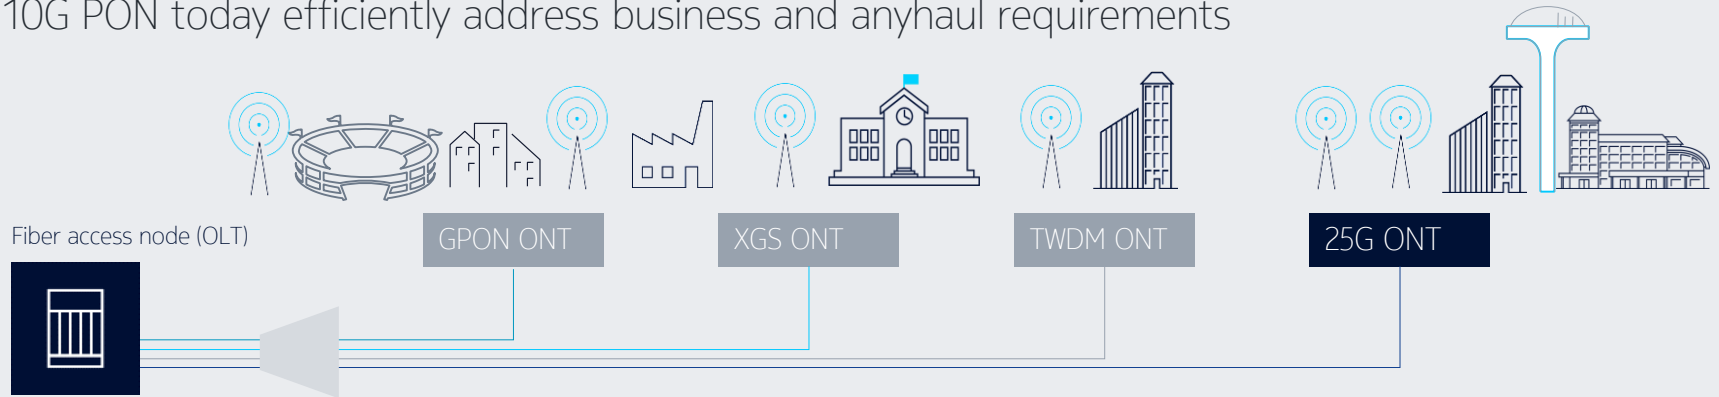 10G PON today efficiently address business and anyhaul requirements
Fiber access node (OLT)
GPON ONT
XGS ONT
TWDM ONT
25G ONT